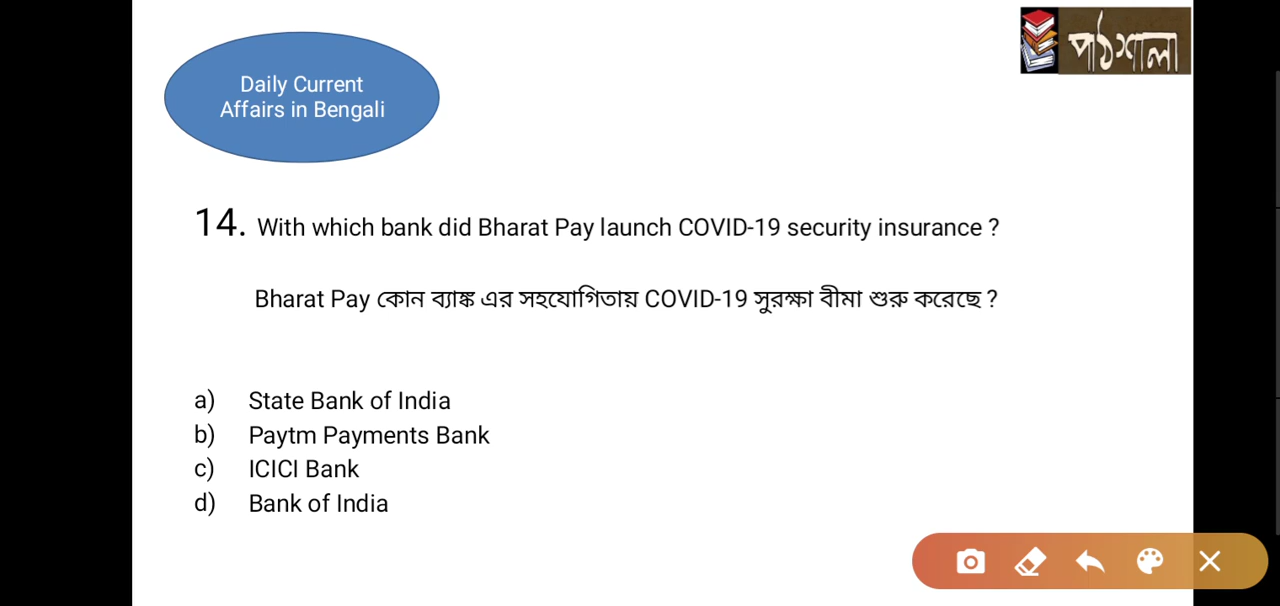 পাঠশালা
Daily Current
Affairs in Bengali
14. With which bank did Bharat Pay launch COVID-19 security insurance ?
Bharat Pay কোন ব্যাঙ্ক এর সহযোগিতায় COVID-19 সুরক্ষা বীমা শুরু করেছে ?
a) State Bank of India
b) Paytm Payments Bank
c) ICICI Bank
d) Bank of India